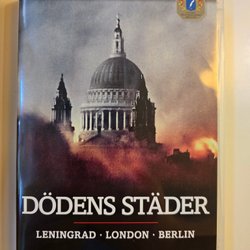 DÖDENS STÄDER
LENINGRAD · LONDON · BERLIN